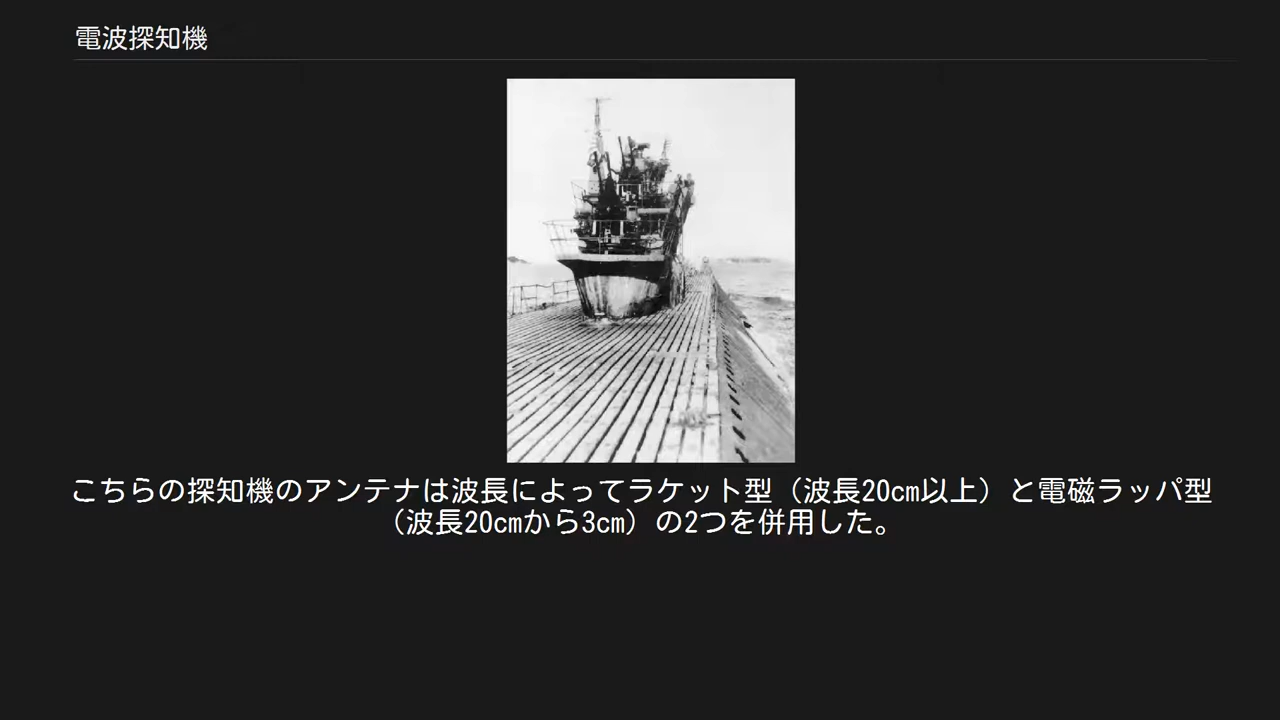 電波探知機
こちらの探知機のアンテナは波長によってラケット型（波長20cm以上）と電磁ラッパ型
（波長20cmから3cm）の2つを併用した。